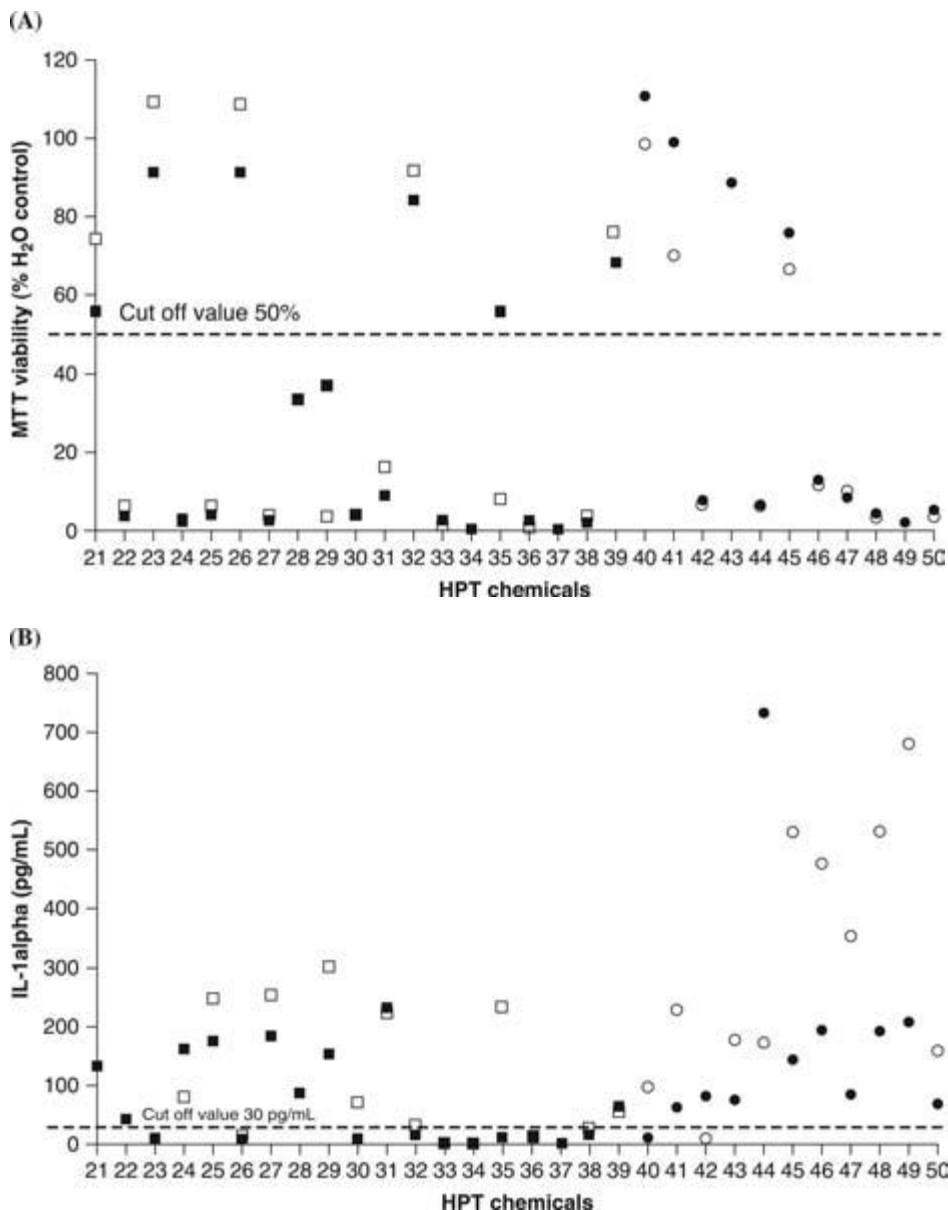 (A)
120
100
80
60
40
20
0
MTT viability (% H₂O control)
Cut off value 50%
21 22 23 24 25 26 27 28 29 30 31 32 33 34 35 36 37 38 39 40 41 42 43 44 45 46 47 48 49 50
HPT chemicals
(B)
800
700
600
500
400
300
200
100
0
IL-1alpha (pg/mL)
Cut off value 30 pg/mL
21 22 23 24 25 26 27 28 29 30 31 32 33 34 35 36 37 38 39 40 41 42 43 44 45 46 47 48 49 50
HPT chemicals